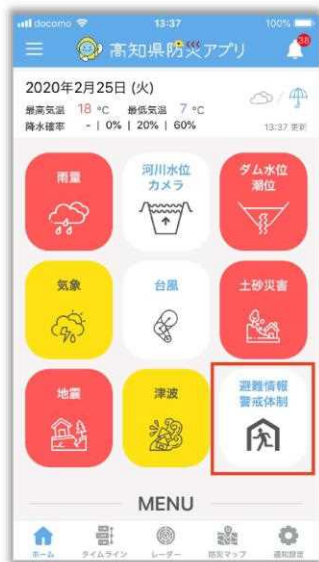 docomo 13:37 100%
高知県防災アプリ
38
2020年2月25日 (火)
最高気温 18 °C 最低気温 7 °C
降水確率 - | 0% | 20% | 60%
13:37 更新
雨量
河川水位
カメラ
ダム水位
潮位
気象
台風
土砂災害
地震
津波
避難情報
警戒体制
MENU
ホーム タイムライン レーダー 防災マップ 通知設定